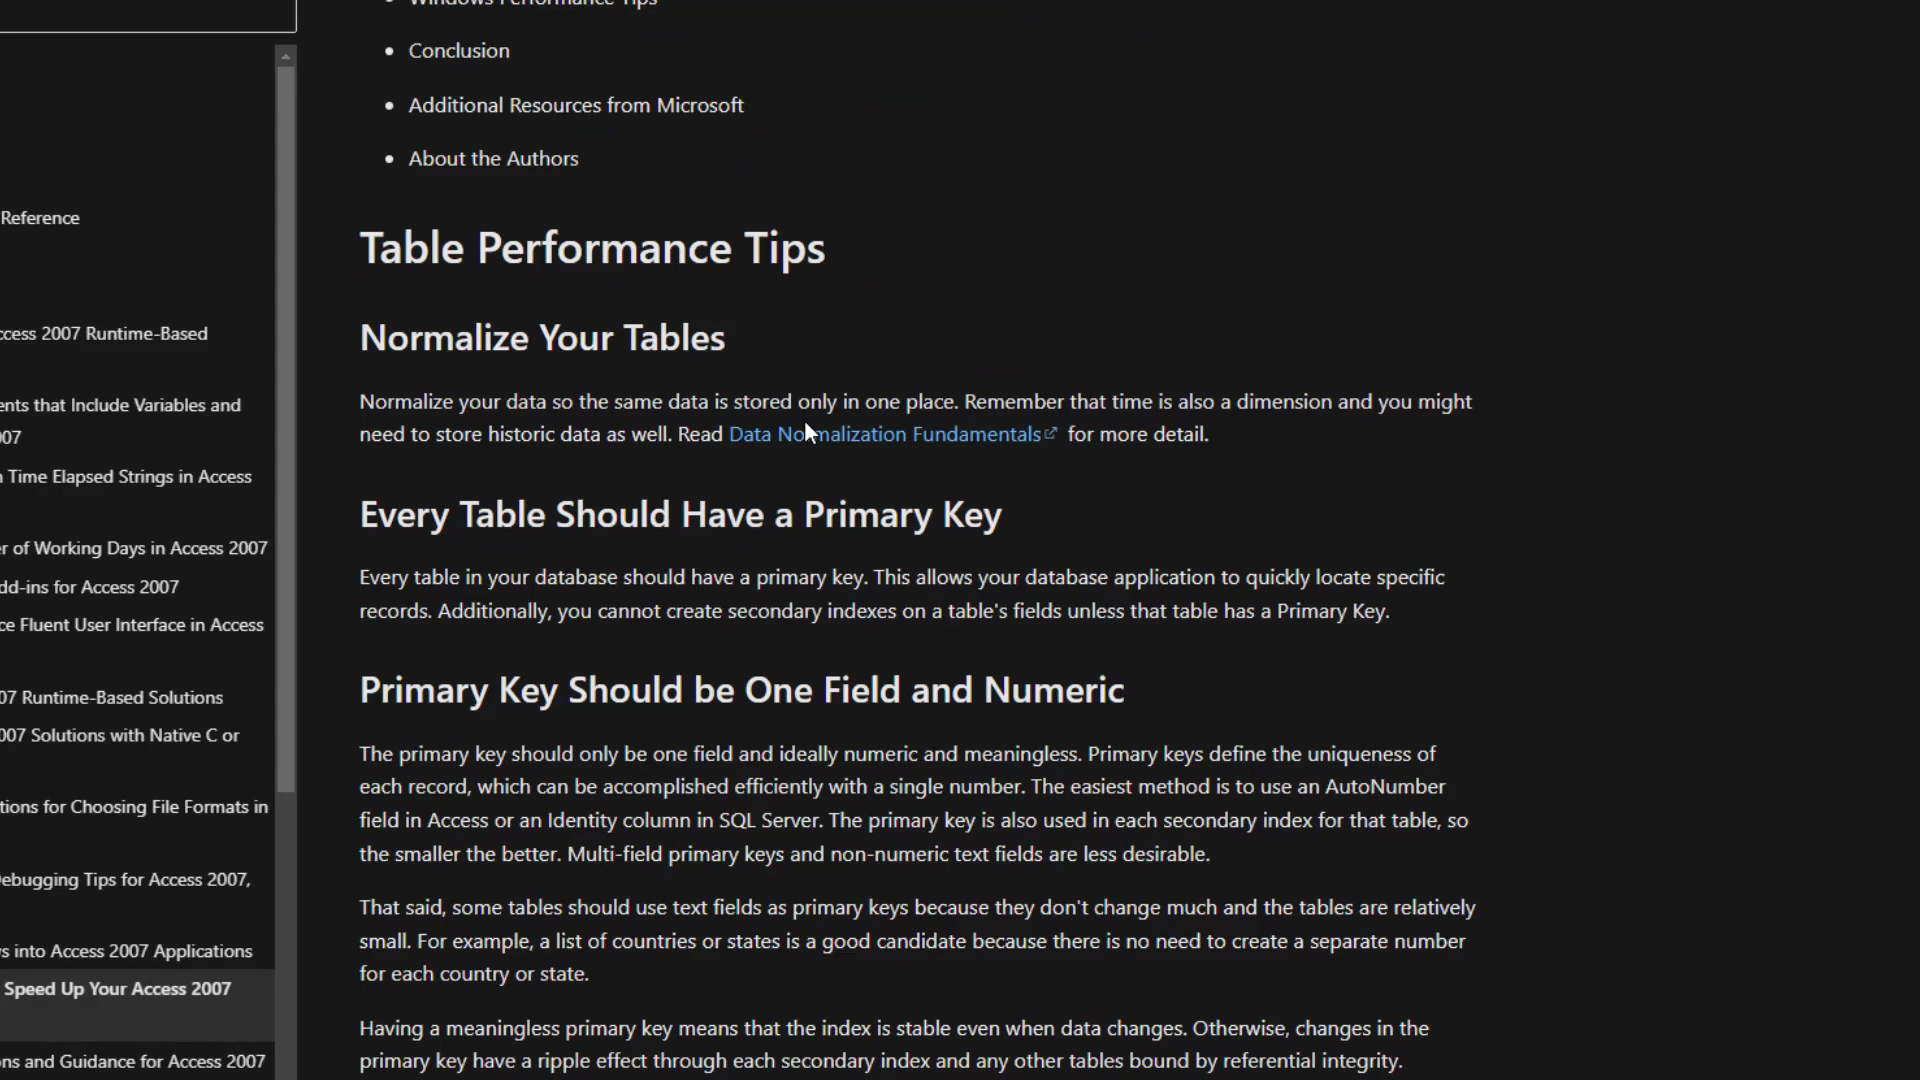 Windows Performance Tips
Conclusion
Additional Resources from Microsoft
About the Authors
Reference
ccess 2007 Runtime-Based
ents that Include Variables and
07
n Time Elapsed Strings in Access
er of Working Days in Access 2007
dd-ins for Access 2007
ce Fluent User Interface in Access
07 Runtime-Based Solutions
007 Solutions with Native C or
tions for Choosing File Formats in
ebugging Tips for Access 2007,
s into Access 2007 Applications
Speed Up Your Access 2007
ons and Guidance for Access 2007
Table Performance Tips
Normalize Your Tables
Normalize your data so the same data is stored only in one place. Remember that time is also a dimension and you might
need to store historic data as well. Read Data Normalization Fundamentals for more detail.
Every Table Should Have a Primary Key
Every table in your database should have a primary key. This allows your database application to quickly locate specific
records. Additionally, you cannot create secondary indexes on a table's fields unless that table has a Primary Key.
Primary Key Should be One Field and Numeric
The primary key should only be one field and ideally numeric and meaningless. Primary keys define the uniqueness of
each record, which can be accomplished efficiently with a single number. The easiest method is to use an AutoNumber
field in Access or an Identity column in SQL Server. The primary key is also used in each secondary index for that table, so
the smaller the better. Multi-field primary keys and non-numeric text fields are less desirable.
That said, some tables should use text fields as primary keys because they don't change much and the tables are relatively
small. For example, a list of countries or states is a good candidate because there is no need to create a separate number
for each country or state.
Having a meaningless primary key means that the index is stable even when data changes. Otherwise, changes in the
primary key have a ripple effect through each secondary index and any other tables bound by referential integrity.